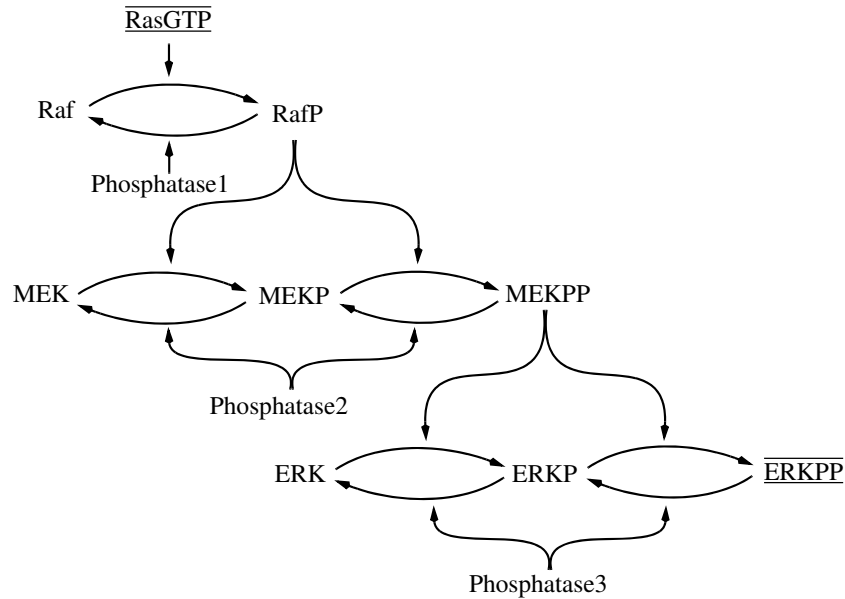 RasGTP
Raf
RafP
Phosphatase1
MEK
MEKP
MEKPP
Phosphatase2
ERK
ERKP
ERKPP
Phosphatase3